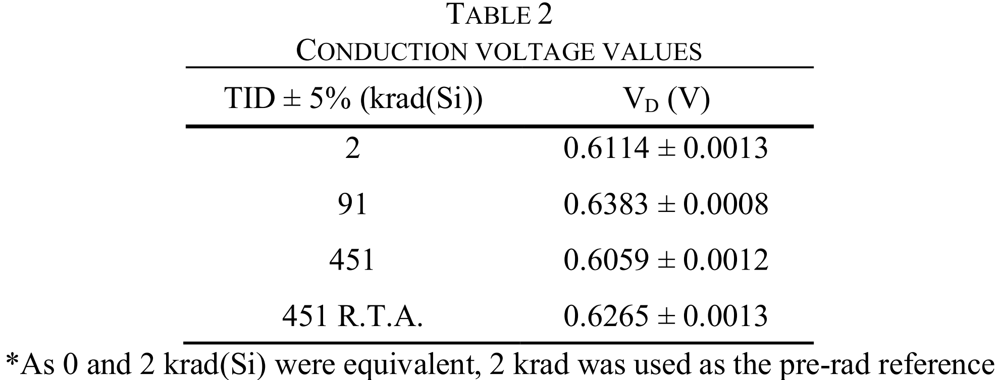 TABLE 2
CONDUCTION VOLTAGE VALUES
TID ± 5% (krad(Si)) V_D (V)
2 0.6114 ± 0.0013
91 0.6383 ± 0.0008
451 0.6059 ± 0.0012
451 R.T.A. 0.6265 ± 0.0013
*As 0 and 2 krad(Si) were equivalent, 2 krad was used as the pre-rad reference